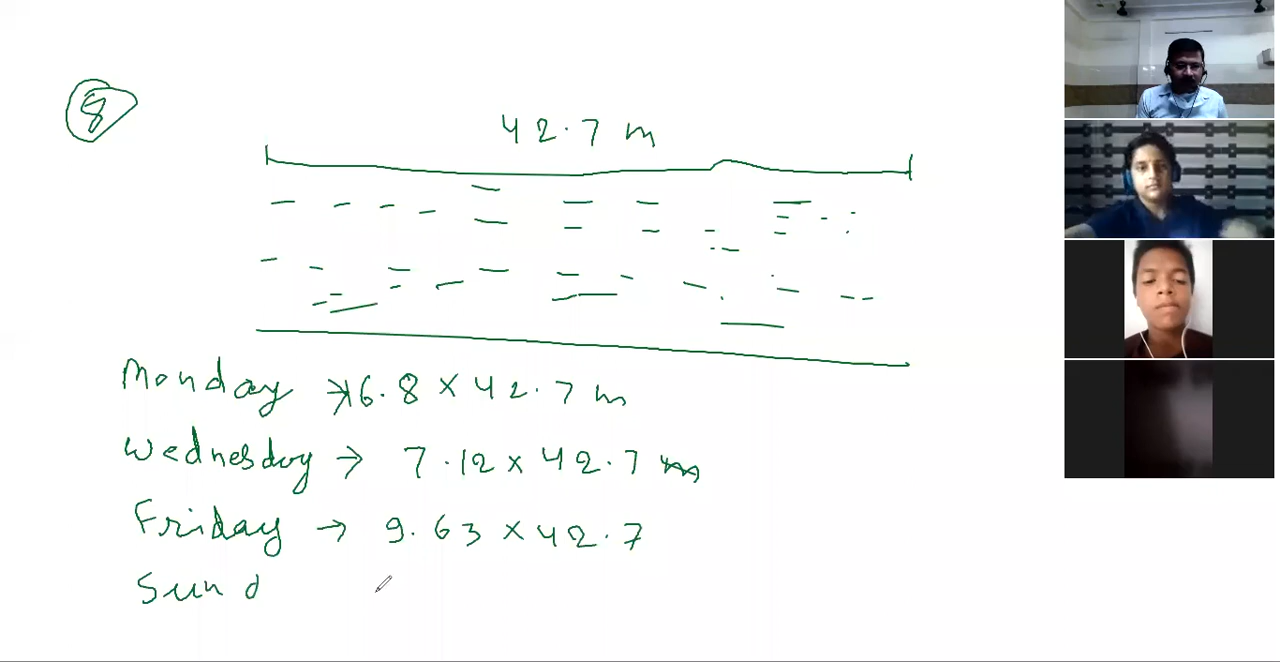 8
42.7 m
Monday → 6.8 × 42.7 m
Wednesday → 7.12 × 42.7 m
Friday → 9.63 × 42.7
Sund